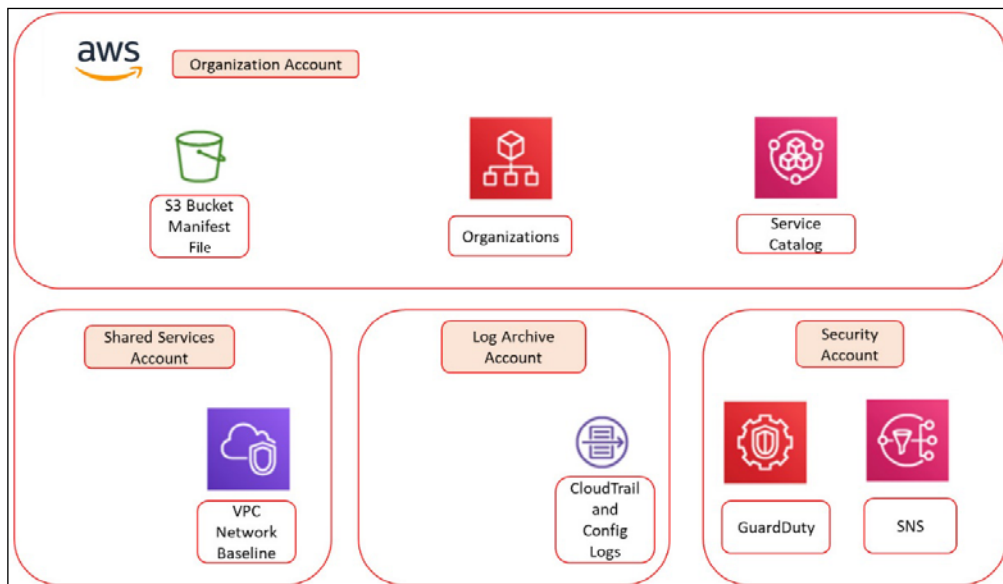 aws
Organization Account
S3 Bucket
Manifest
File
Organizations
Service
Catalog
Shared Services
Account
VPC
Network
Baseline
Log Archive
Account
CloudTrail
and
Config
Logs
Security
Account
GuardDuty
SNS